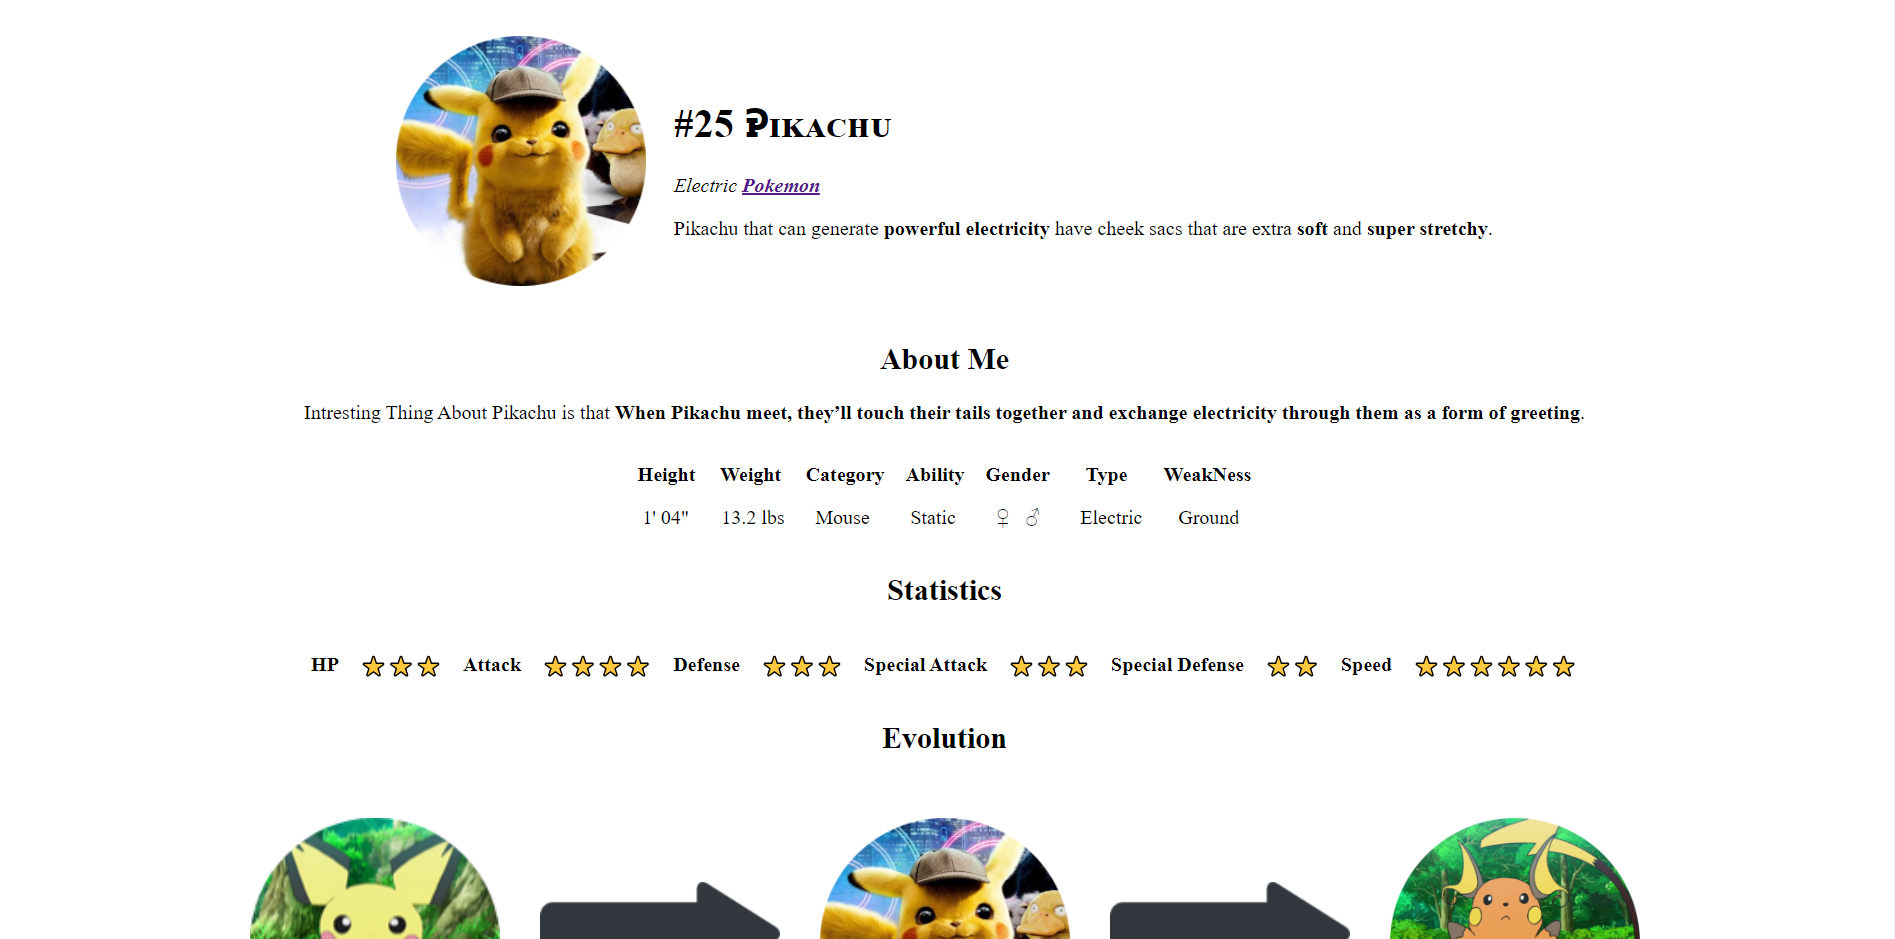 #25 Ᵽɪᴋᴀᴄʜᴜ
Electric Pokemon
Pikachu that can generate powerful electricity have cheek sacs that are extra soft and super stretchy.
About Me
Intresting Thing About Pikachu is that When Pikachu meet, they’ll touch their tails together and exchange electricity through them as a form of greeting.
Height Weight Category Ability Gender Type WeakNess
1' 04" 13.2 lbs Mouse Static ♀ ♂ Electric Ground
Statistics
HP ⭐⭐⭐ Attack ⭐⭐⭐⭐ Defense ⭐⭐⭐ Special Attack ⭐⭐⭐ Special Defense ⭐⭐ Speed ⭐⭐⭐⭐⭐⭐
Evolution